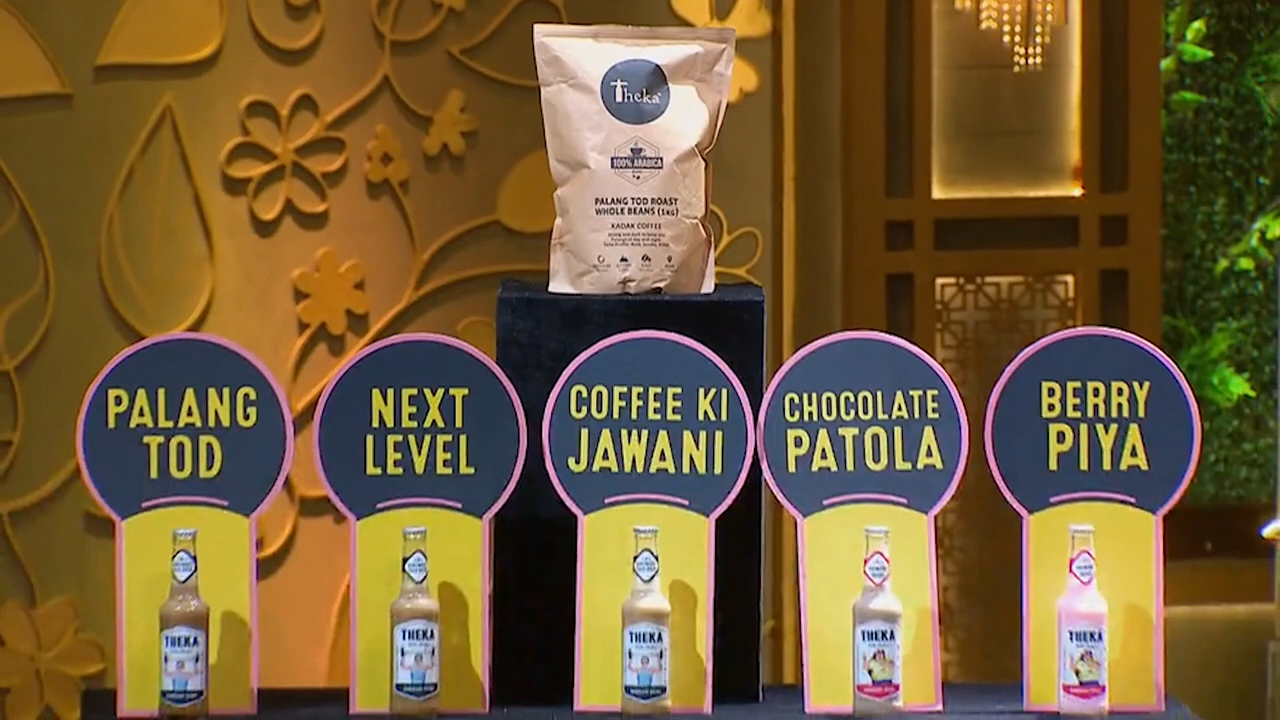 Theka
100% ARABICA
PALANG TOD ROAST
WHOLE BEANS (1KG)
KADAK COFFEE
PALANG
TOD
NEXT
LEVEL
COFFEE KI
JAWANI
CHOCOLATE
PATOLA
BERRY
PIYA
THEKA
THEKA
THEKA
THEKA
THEKA